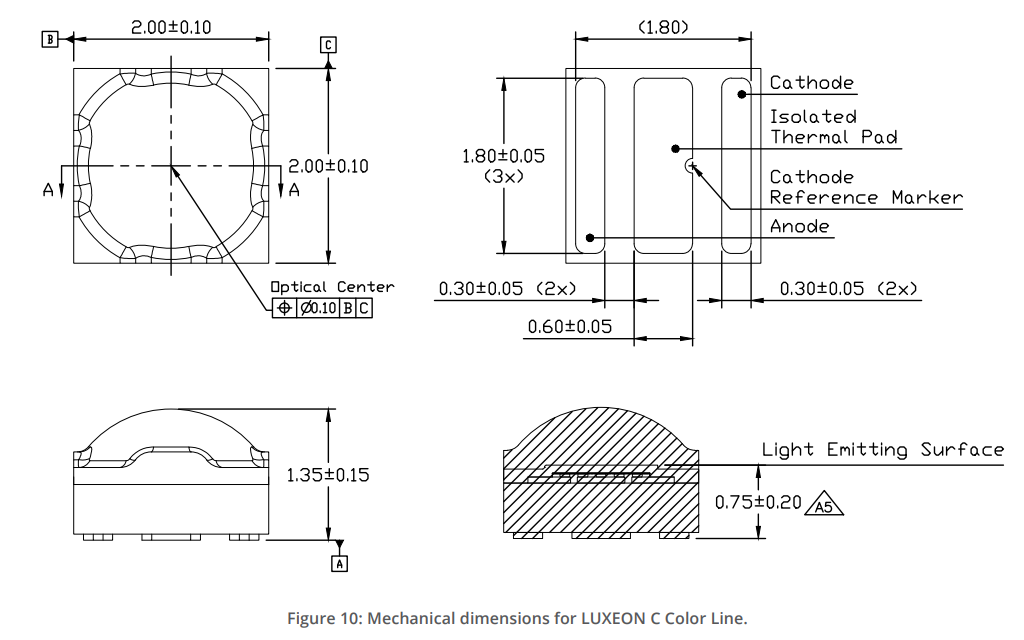 2.00±0.10
B
C
2.00±0.10
A
A
Optical Center
⌖ Ø0.10 B C
(1.80)
1.80±0.05
(3x)
Cathode
Isolated
Thermal Pad
Cathode
Reference Marker
Anode
0.30±0.05 (2x)
0.30±0.05 (2x)
0.60±0.05
1.35±0.15
A
Light Emitting Surface
0.75±0.20
A5
Figure 10: Mechanical dimensions for LUXEON C Color Line.